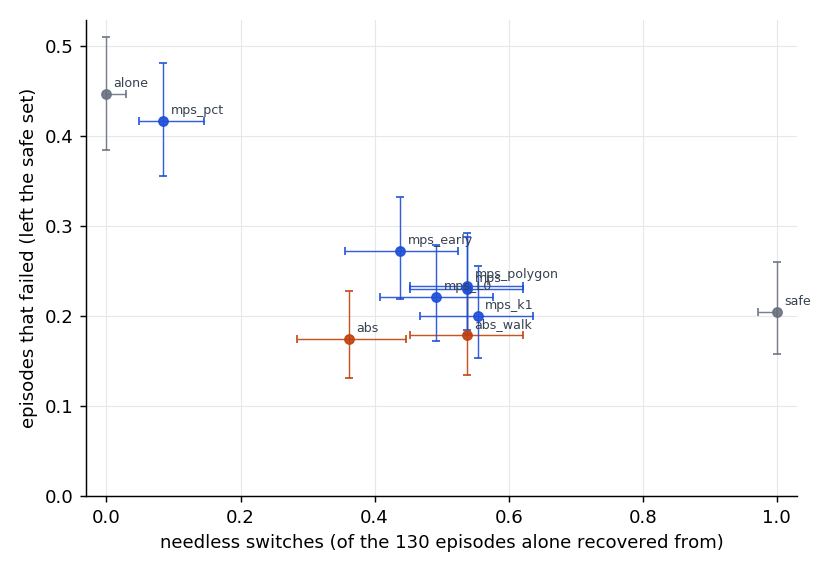 0.5
0.4
0.3
0.2
0.1
0.0
episodes that failed (left the safe set)
alone
mps_pct
mps_early
mps_polygon
mps
mps_k1
abs
abs_walk
safe
0.0 0.2 0.4 0.6 0.8 1.0
needless switches (of the 130 episodes alone recovered from)